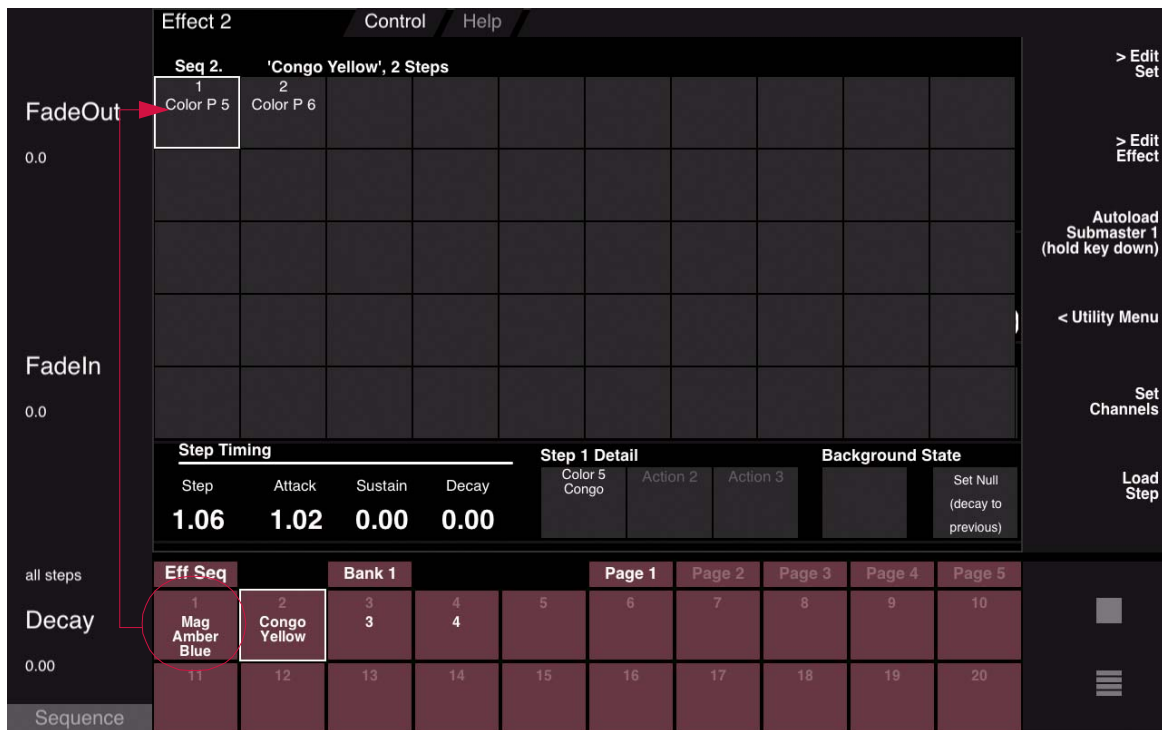 Effect 2 Control Help
Seq 2. 'Congo Yellow', 2 Steps
1 2
Color P 5 Color P 6
FadeOut
0.0
FadeIn
0.0
> Edit
Set
> Edit
Effect
Autoload
Submaster 1
(hold key down)
< Utility Menu
Set
Channels
Load
Step
Step Timing
Step Attack Sustain Decay
1.06 1.02 0.00 0.00
Step 1 Detail
Color 5
Congo
Action 2 Action 3
Background State
Set Null
(decay to
previous)
all steps
Decay
0.00
Sequence
Eff Seq Bank 1 Page 1 Page 2 Page 3 Page 4 Page 5
1 2 3 4 5 6 7 8 9 10
Mag
Amber
Blue
Congo
Yellow
3 4
11 12 13 14 15 16 17 18 19 20